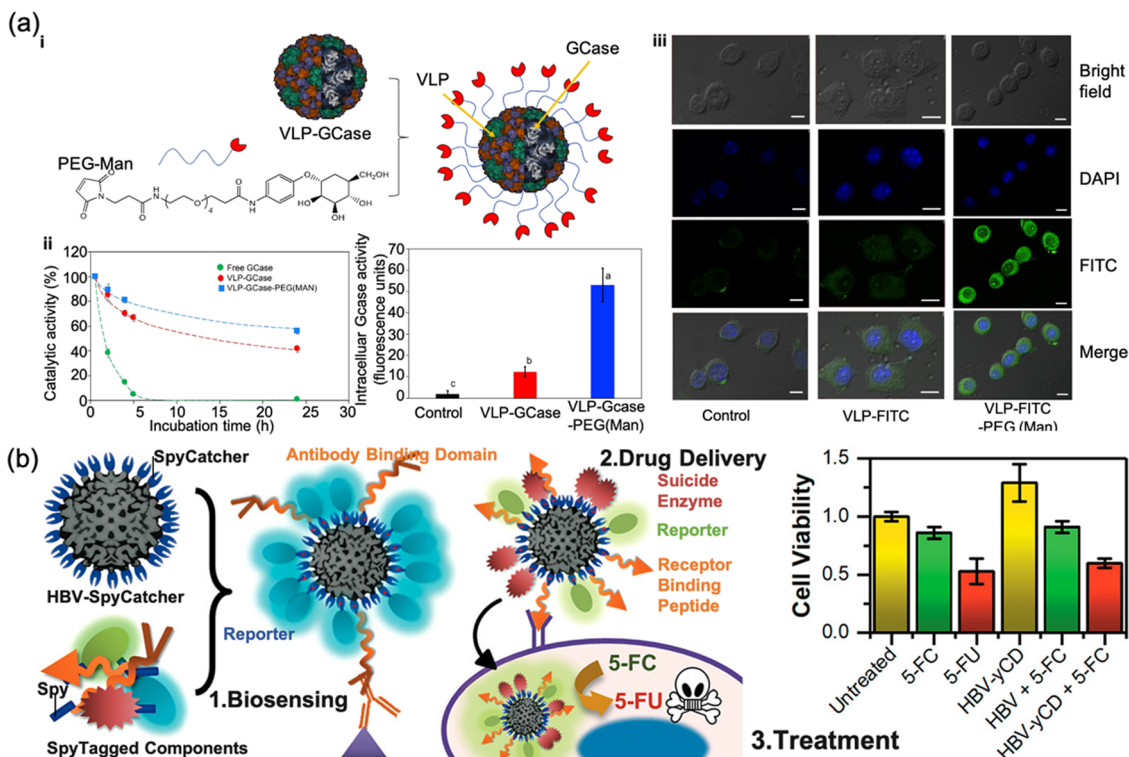 (a)
i
VLP-GCase
PEG-Man
VLP
GCase
O
N
O
O
N
H
O
4
O
N
H
O
O
CH₂OH
HO
OH
OH
ii
Catalytic activity (%)
120
100
80
60
40
20
0
Free GCase
VLP-GCase
VLP-GCase-PEG(MAN)
0
5
10
15
20
25
30
Incubation time (h)
Intracelluar Gcase activity
(fluorescence units)
70
60
50
40
30
20
10
0
c
b
a
Control
VLP-GCase
VLP-Gcase
-PEG(Man)
iii
Bright
field
DAPI
FITC
Merge
Control
VLP-FITC
VLP-FITC
-PEG (Man)
(b)
SpyCatcher
HBV-SpyCatcher
Spy
SpyTagged Components
Antibody Binding Domain
Reporter
1.Biosensing
2.Drug Delivery
Suicide
Enzyme
Reporter
Receptor
Binding
Peptide
5-FC
5-FU
Cell Viability
1.5
1.0
0.5
0.0
Untreated
5-FC
5-FU
HBV-yCD
HBV + 5-FC
HBV-yCD + 5-FC
3.Treatment